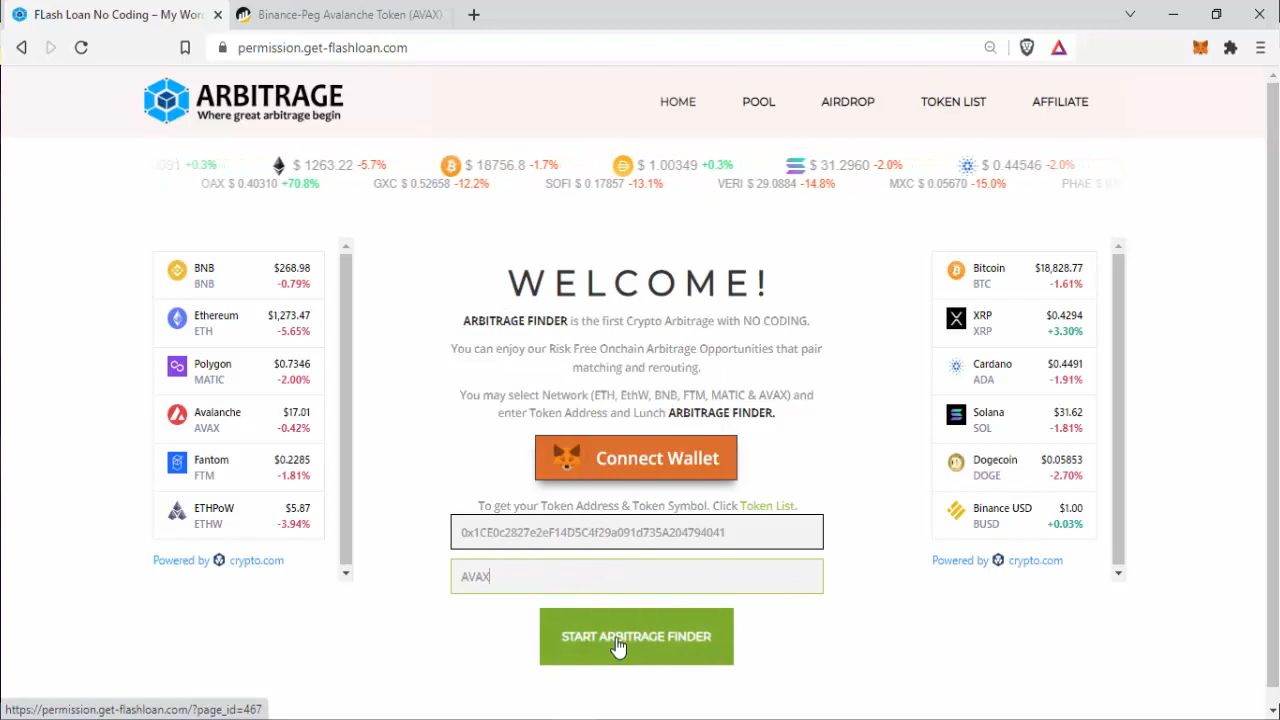 FLash Loan No Coding – My Wor
Binance-Peg Avalanche Token (AVAX)
permission.get-flashloan.com
ARBITRAGE
Where great arbitrage begin
HOME
POOL
AIRDROP
TOKEN LIST
AFFILIATE
+0.3%
$ 1263.22 -5.7%
$ 18756.8 -1.7%
$ 1.00349 +0.3%
$ 31.2960 -2.0%
$ 0.44546 -2.0%
OAX $ 0.40310 +70.8%
GXC $ 0.52658 -12.2%
SOFI $ 0.17857 -13.1%
VERI $ 29.0884 -14.8%
MXC $ 0.05670 -15.0%
PHAE
BNB $268.98
BNB -0.79%
Ethereum $1,273.47
ETH -5.65%
Polygon $0.7346
MATIC -2.00%
Avalanche $17.01
AVAX -0.42%
Fantom $0.2285
FTM -1.81%
ETHPoW $5.87
ETHW -3.94%
Powered by crypto.com
WELCOME!
ARBITRAGE FINDER is the first Crypto Arbitrage with NO CODING.
You can enjoy our Risk Free Onchain Arbitrage Opportunities that pair
matching and rerouting.
You may select Network (ETH, EthW, BNB, FTM, MATIC & AVAX) and
enter Token Address and Lunch ARBITRAGE FINDER.
Connect Wallet
To get your Token Address & Token Symbol. Click Token List.
0x1CE0c2827e2eF14D5C4f29a091d735A204794041
AVAX
START ARBITRAGE FINDER
Bitcoin $18,828.77
BTC -1.61%
XRP $0.4294
XRP +3.30%
Cardano $0.4491
ADA -1.91%
Solana $31.62
SOL -1.81%
Dogecoin $0.05853
DOGE -2.70%
Binance USD $1.00
BUSD +0.03%
Powered by crypto.com
https://permission.get-flashloan.com/?page_id=467